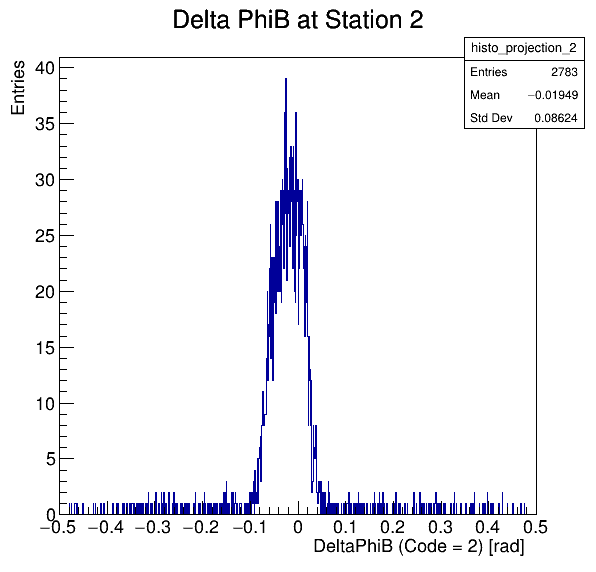 Delta PhiB at Station 2
histo_projection_2
Entries 2783
Mean −0.01949
Std Dev 0.08624
Entries
40
35
30
25
20
15
10
5
0
−0.5 −0.4 −0.3 −0.2 −0.1 0 0.1 0.2 0.3 0.4 0.5
DeltaPhiB (Code = 2) [rad]